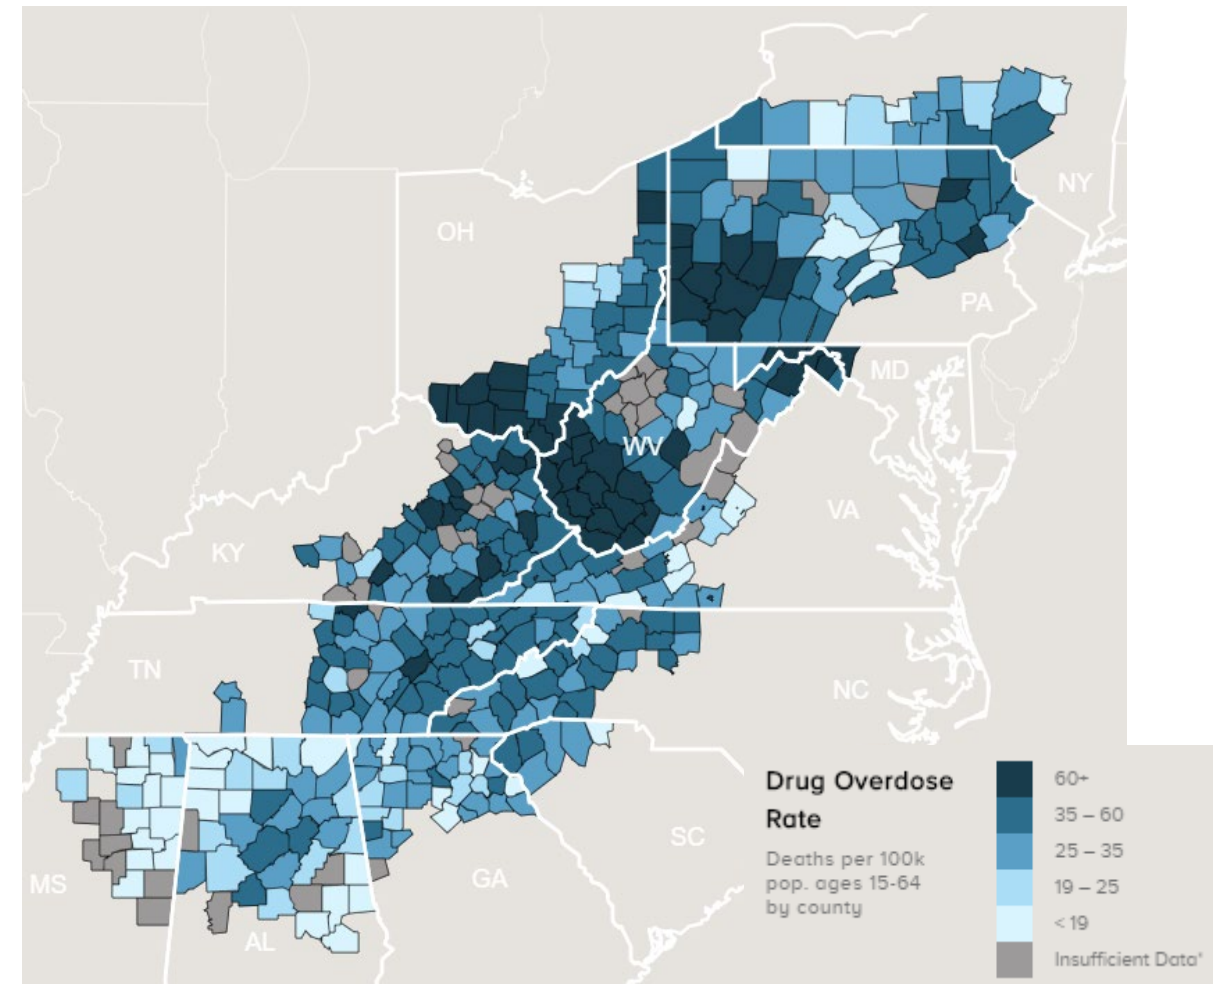 NY
OH
PA
MD
WV
VA
KY
TN
NC
SC
MS
GA
AL
Drug Overdose
Rate
Deaths per 100k
pop. ages 15-64
by county
60+
35 – 60
25 – 35
19 – 25
< 19
Insufficient Data*